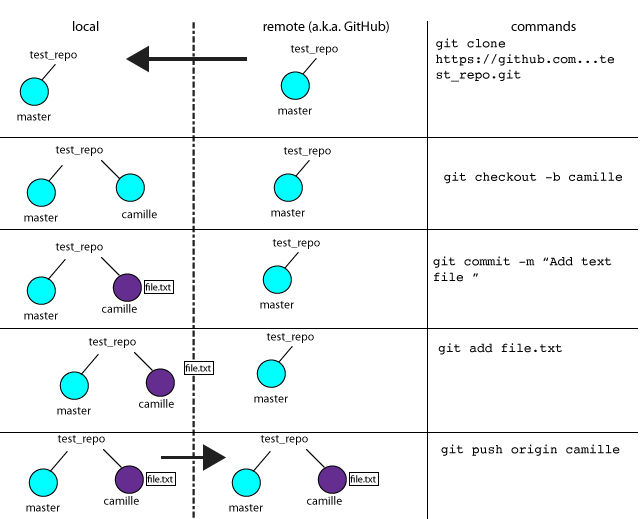 local
remote (a.k.a. GitHub)
commands
test_repo
master
test_repo
master
git clone
https://github.com...te
st_repo.git
test_repo
master
camille
test_repo
master
git checkout -b camille
test_repo
master
camille
file.txt
test_repo
master
git commit -m “Add text
file ”
test_repo
master
camille
file.txt
test_repo
master
git add file.txt
test_repo
master
camille
file.txt
test_repo
master
camille
file.txt
git push origin camille